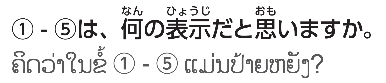 ① - ⑤は、何の表示だと思いますか。
ຄິດວ່າໃນຂໍ້ ① - ⑤ ແມ່ນປ້າຍຫຍັງ?